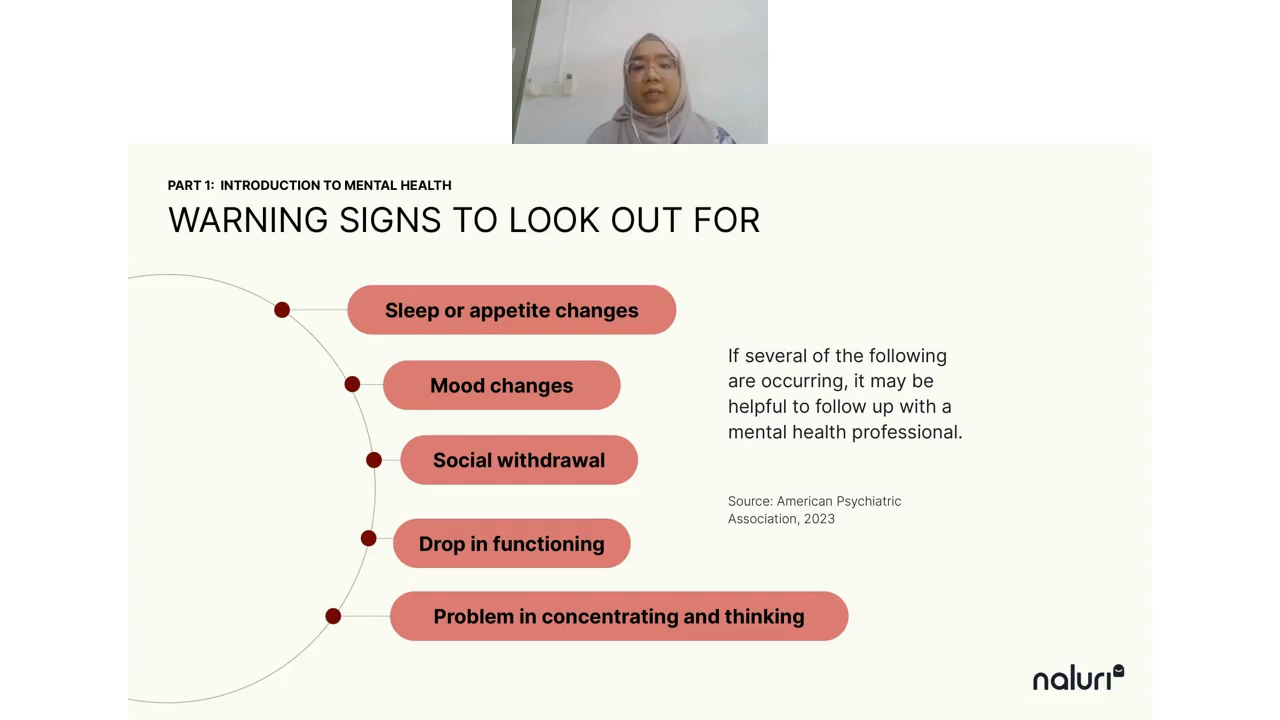 PART 1: INTRODUCTION TO MENTAL HEALTH
WARNING SIGNS TO LOOK OUT FOR
Sleep or appetite changes
Mood changes
Social withdrawal
Drop in functioning
Problem in concentrating and thinking
If several of the following
are occurring, it may be
helpful to follow up with a
mental health professional.
Source: American Psychiatric
Association, 2023
naluri